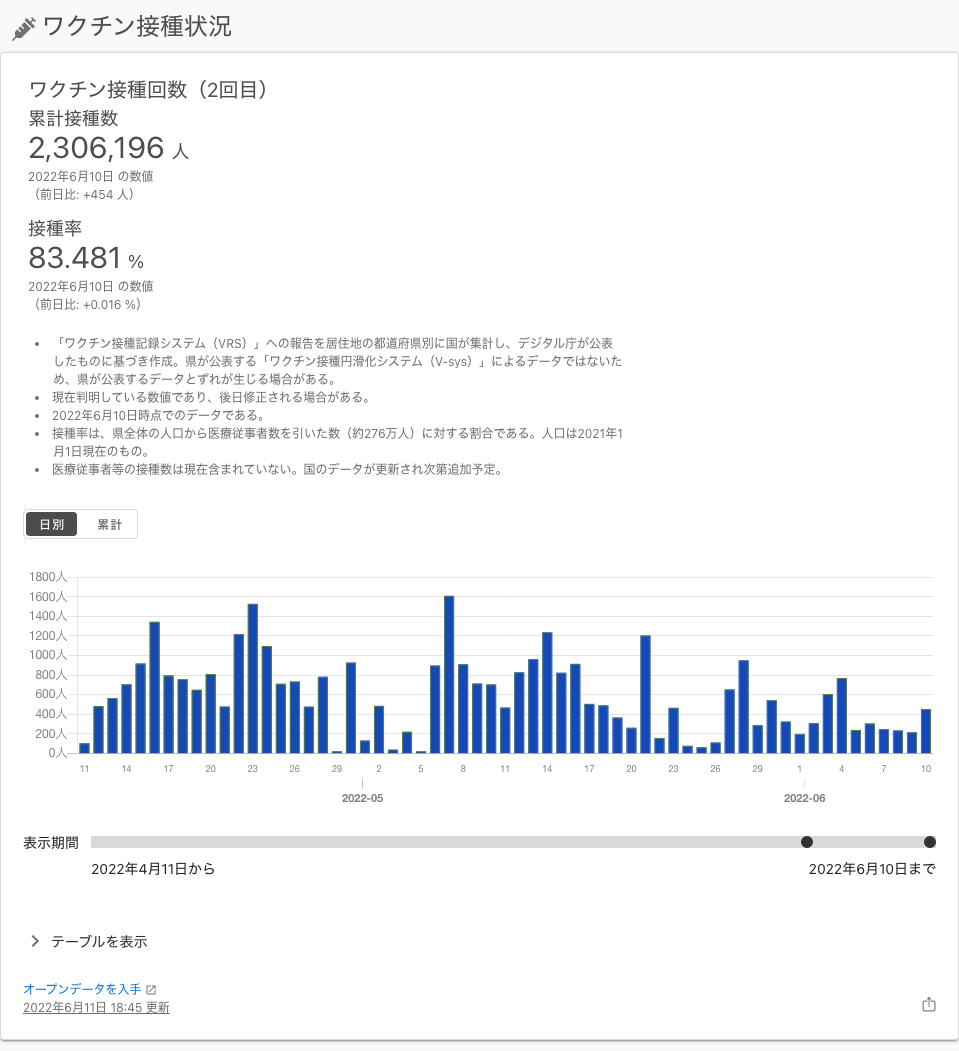 ワクチン接種状況
ワクチン接種回数（2回目）
累計接種数
2,306,196 人
2022年6月10日 の数値
（前日比: +454 人）
接種率
83.481 %
2022年6月10日 の数値
（前日比: +0.016 %）
• 「ワクチン接種記録システム（VRS）」への報告を居住地の都道府県別に国が集計し、デジタル庁が公表
したものに基づき作成。県が公表する「ワクチン接種円滑化システム（V-sys）」によるデータではないた
め、県が公表するデータとずれが生じる場合がある。
• 現在判明している数値であり、後日修正される場合がある。
• 2022年6月10日時点でのデータである。
• 接種率は、県全体の人口から医療従事者数を引いた数（約276万人）に対する割合である。人口は2021年1
月1日現在のもの。
• 医療従事者等の接種数は現在含まれていない。国のデータが更新され次第追加予定。
日別 累計
1800人
1600人
1400人
1200人
1000人
800人
600人
400人
200人
0人
11 14 17 20 23 26 29 2 5 8 11 14 17 20 23 26 29 1 4 7 10
2022-05 2022-06
表示期間
2022年4月11日から 2022年6月10日まで
テーブルを表示
オープンデータを入手
2022年6月11日 18:45 更新